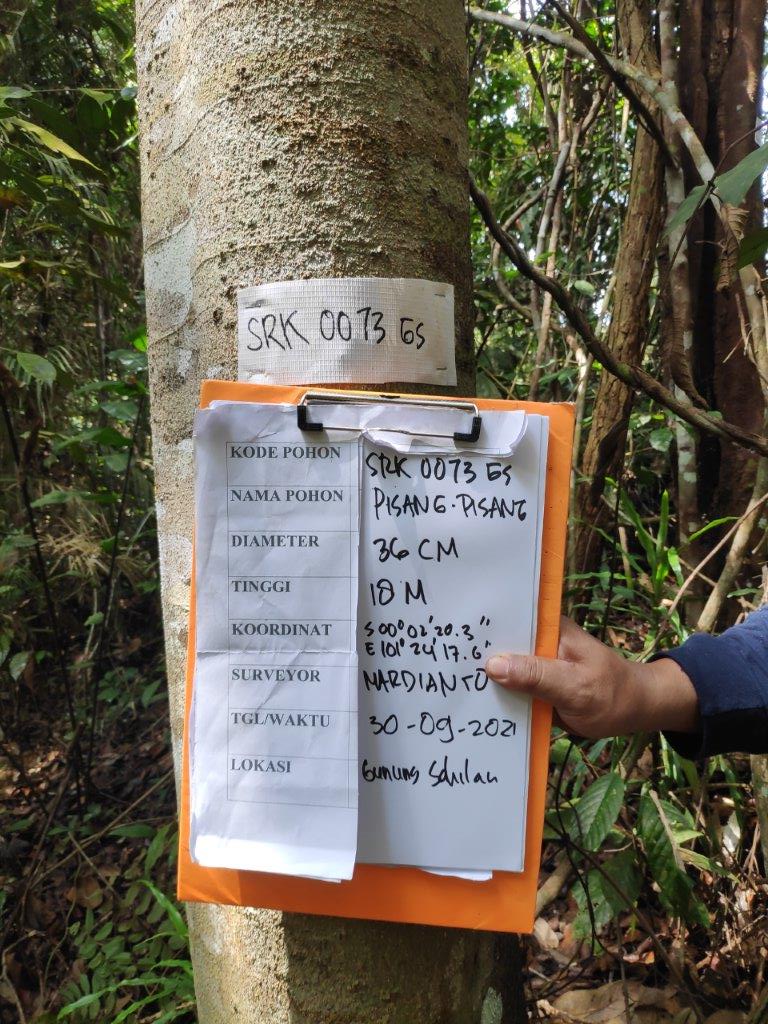 SRK 0073 GS
KODE POHON SRK 0073 GS
NAMA POHON PISANG-PISANG
DIAMETER 36 CM
TINGGI 18 M
KOORDINAT S 00°02'20.3"
E 101°24'17.6"
SURVEYOR MARDIANTO
TGL/WAKTU 30-09-2021
LOKASI Gunung Sahilan